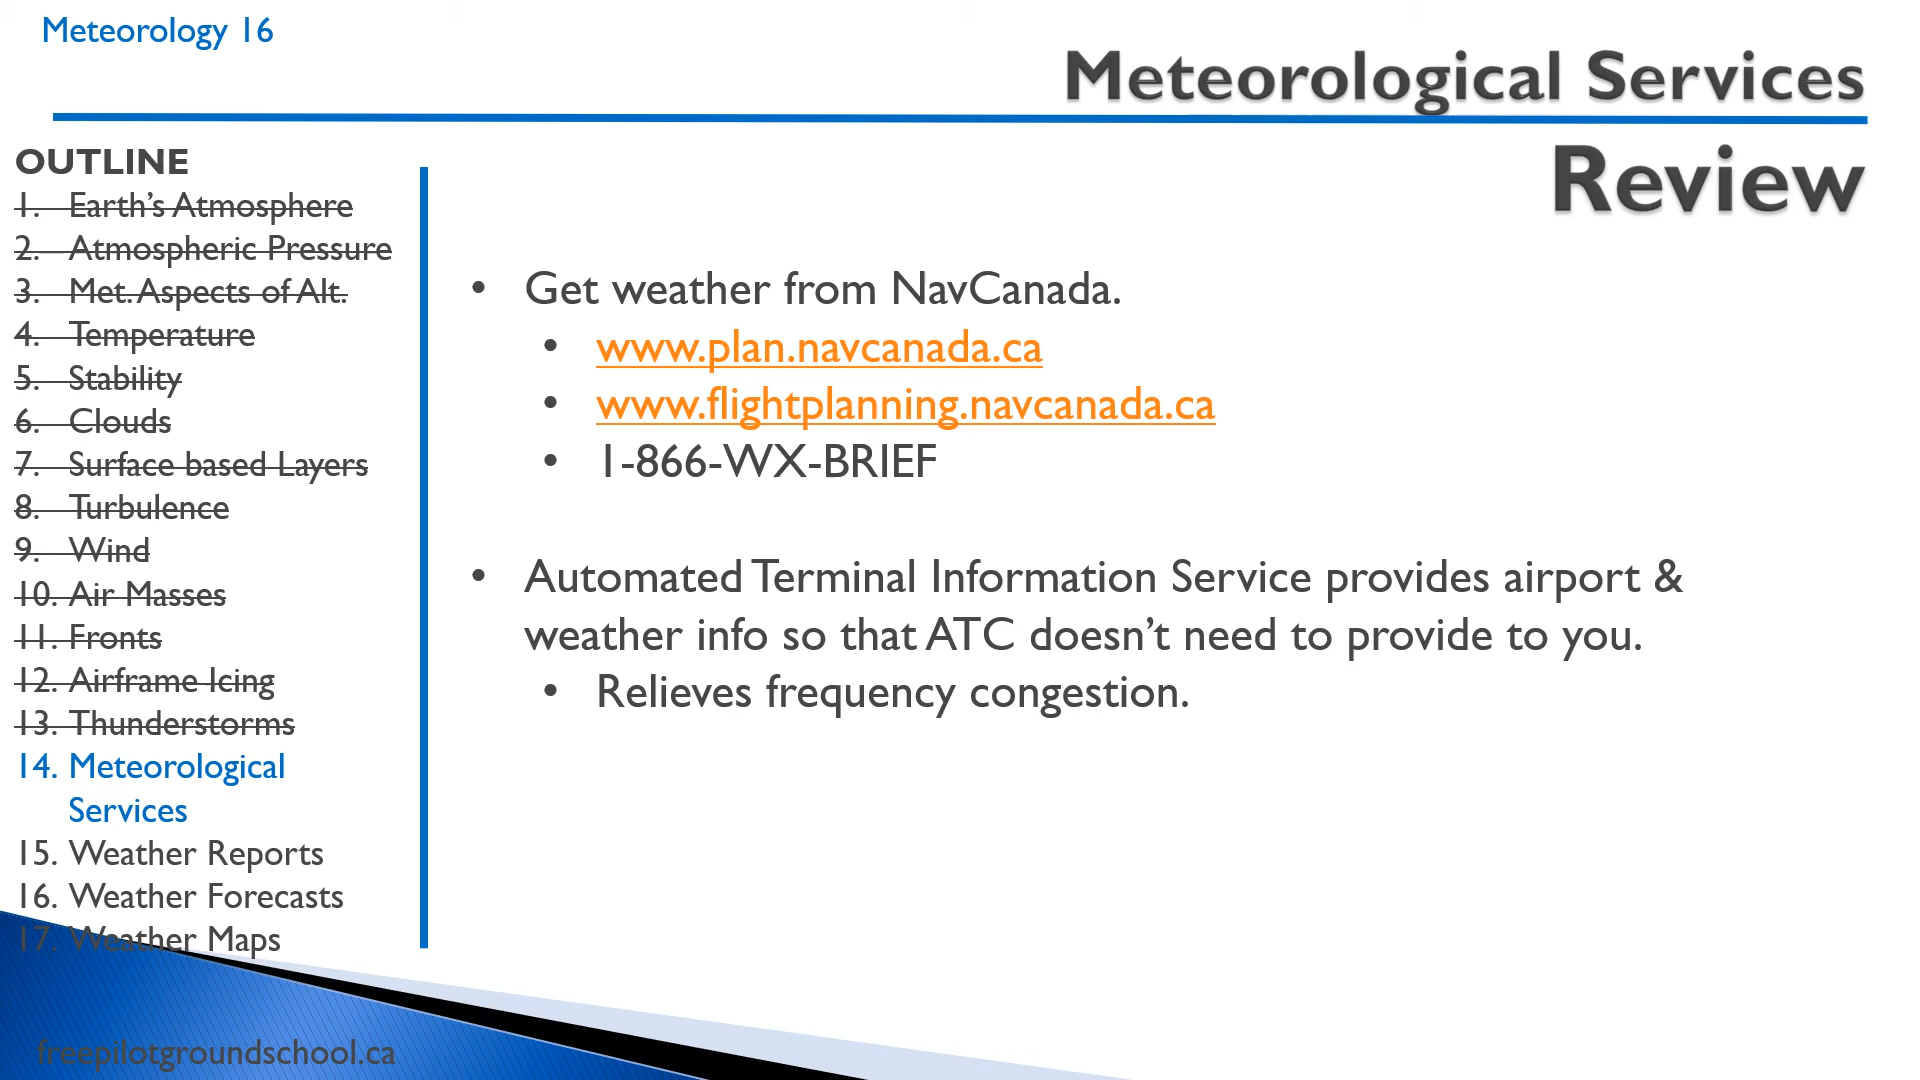 Meteorology 16
Meteorological Services
Review
OUTLINE
1. Earth's Atmosphere
2. Atmospheric Pressure
3. Met. Aspects of Alt.
4. Temperature
5. Stability
6. Clouds
7. Surface based Layers
8. Turbulence
9. Wind
10. Air Masses
11. Fronts
12. Airframe Icing
13. Thunderstorms
14. Meteorological
Services
15. Weather Reports
16. Weather Forecasts
17. Weather Maps
• Get weather from NavCanada.
• www.plan.navcanada.ca
• www.flightplanning.navcanada.ca
• 1-866-WX-BRIEF
• Automated Terminal Information Service provides airport &
weather info so that ATC doesn't need to provide to you.
• Relieves frequency congestion.
freepilotgroundschool.ca